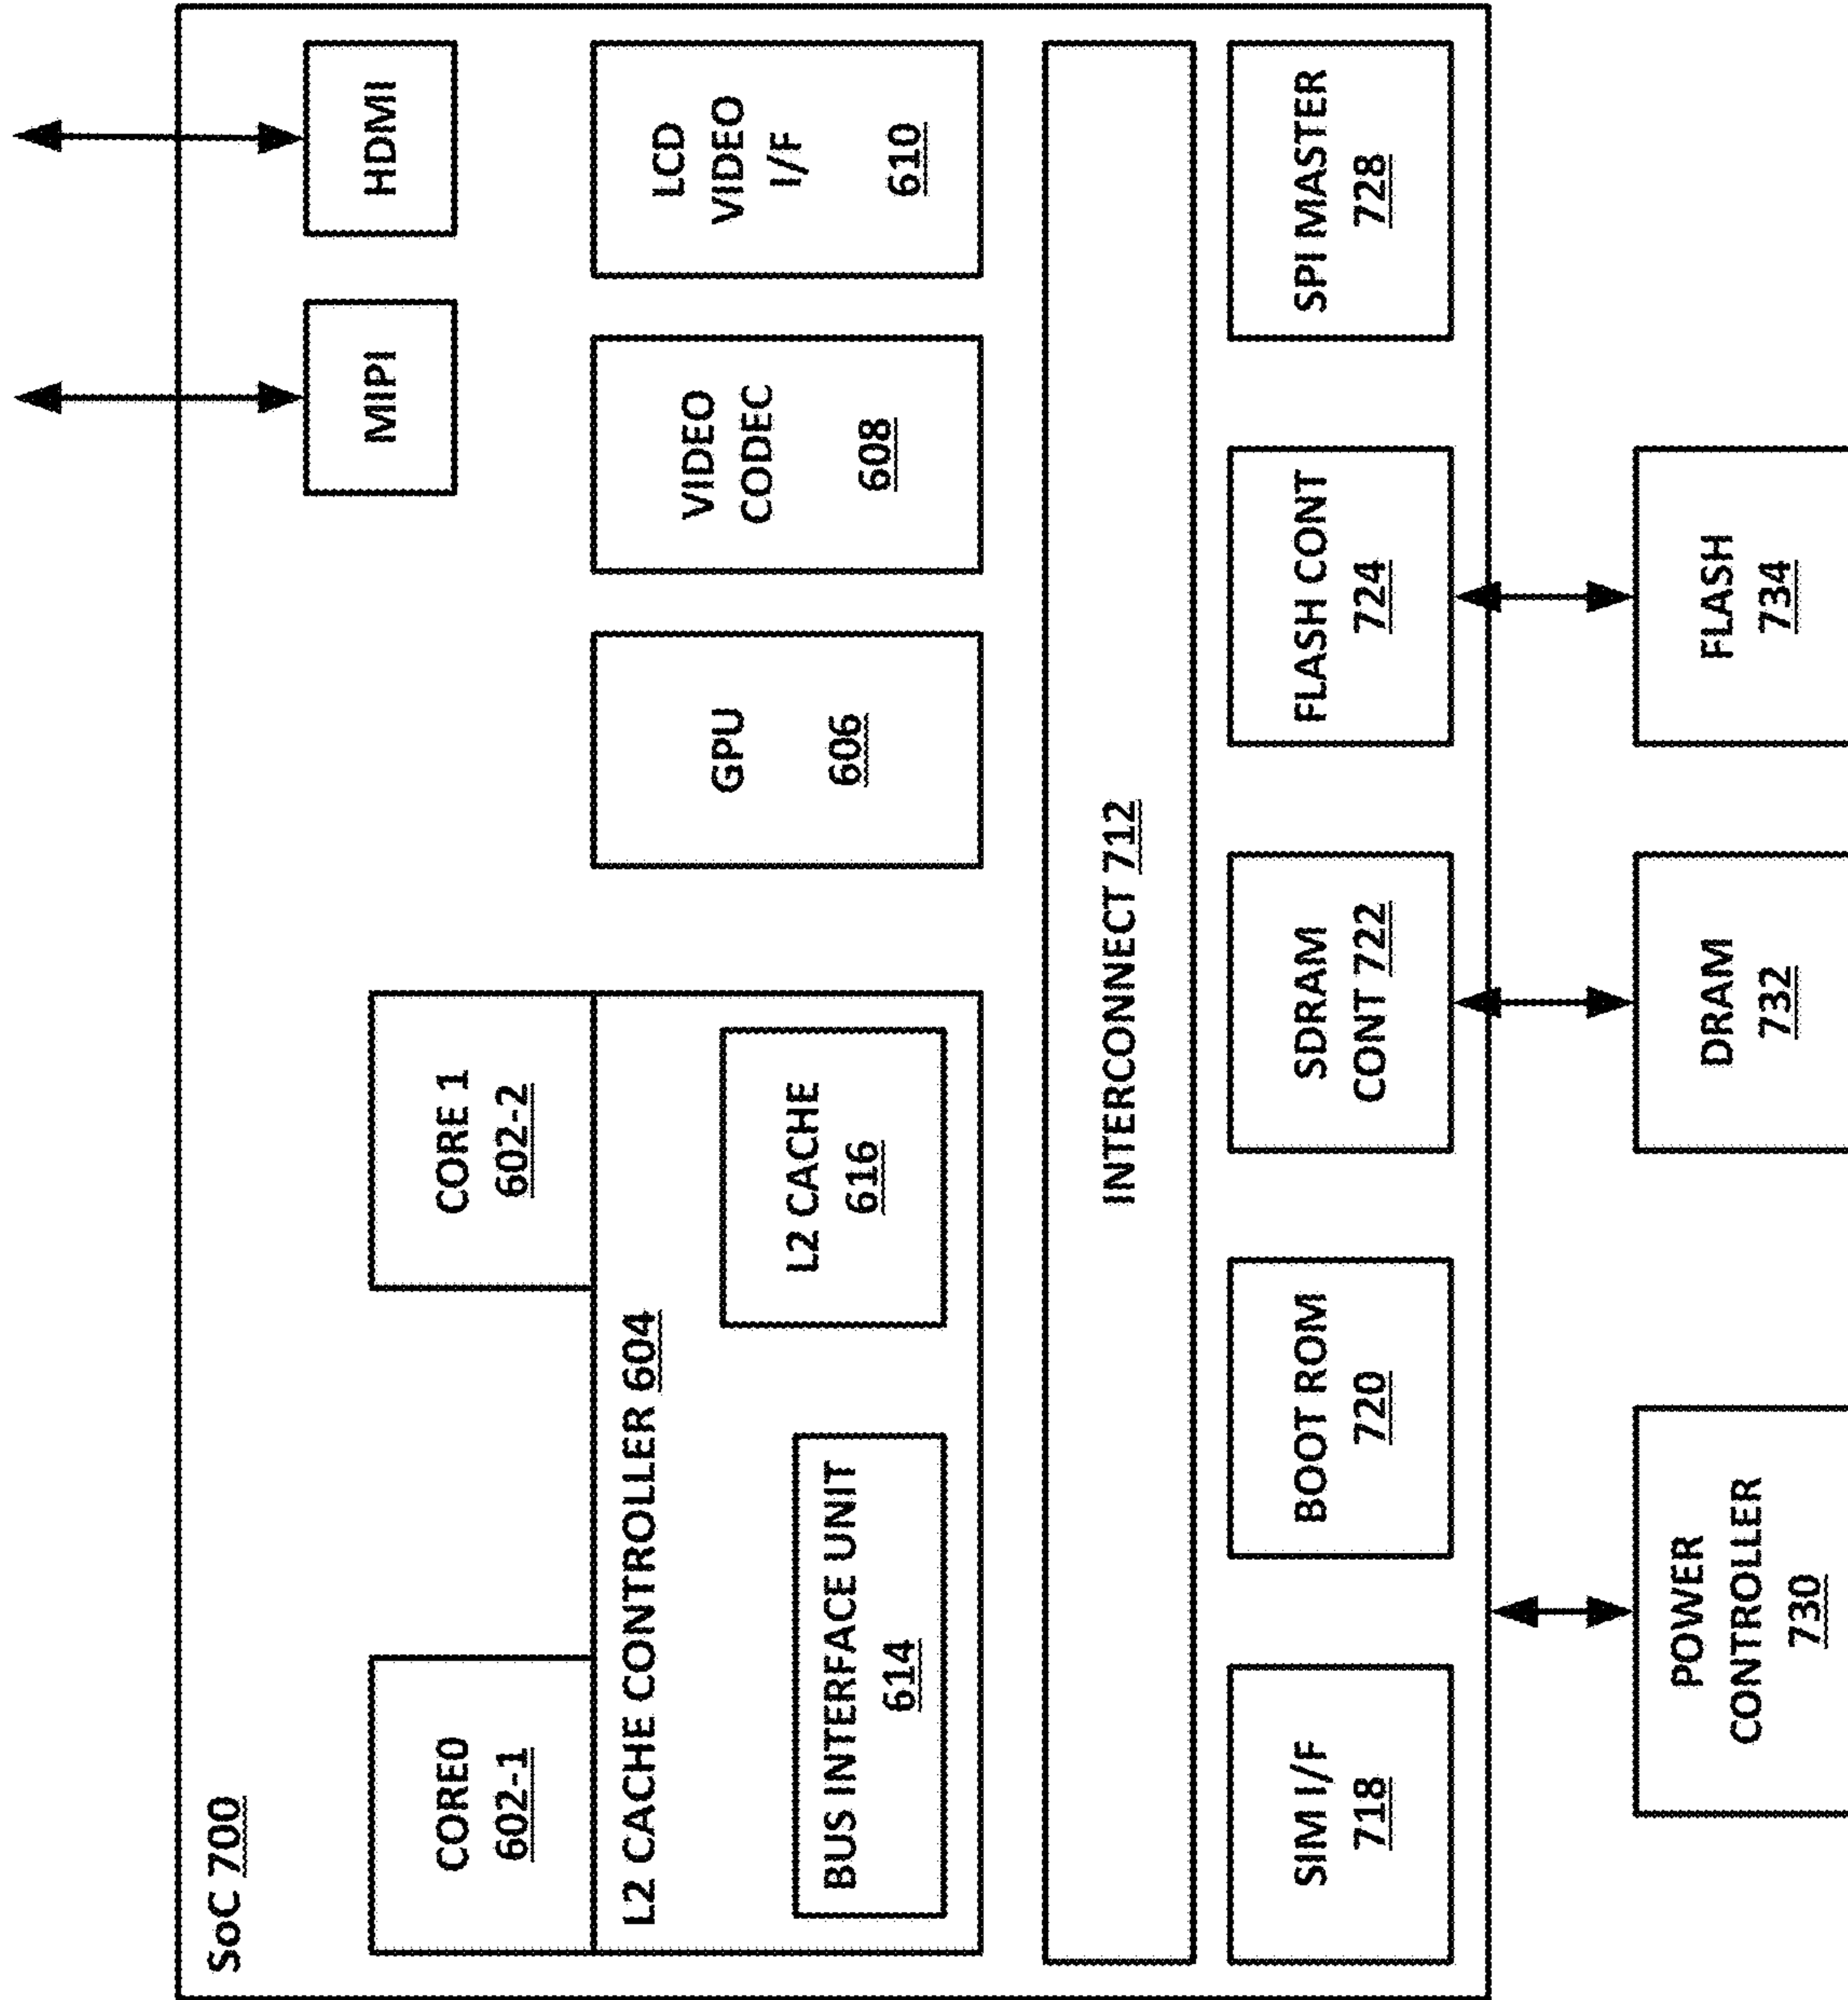 SoC 700
MIPI
HDMI
CORE0
602-1
CORE 1
602-2
L2 CACHE CONTROLLER 604
BUS INTERFACE UNIT
614
L2 CACHE
616
GPU
606
VIDEO
CODEC
608
LCD
VIDEO
I/F
610
INTERCONNECT 712
SIM I/F
718
BOOT ROM
720
SDRAM
CONT 722
FLASH CONT
724
SPI MASTER
728
POWER
CONTROLLER
730
DRAM
732
FLASH
734